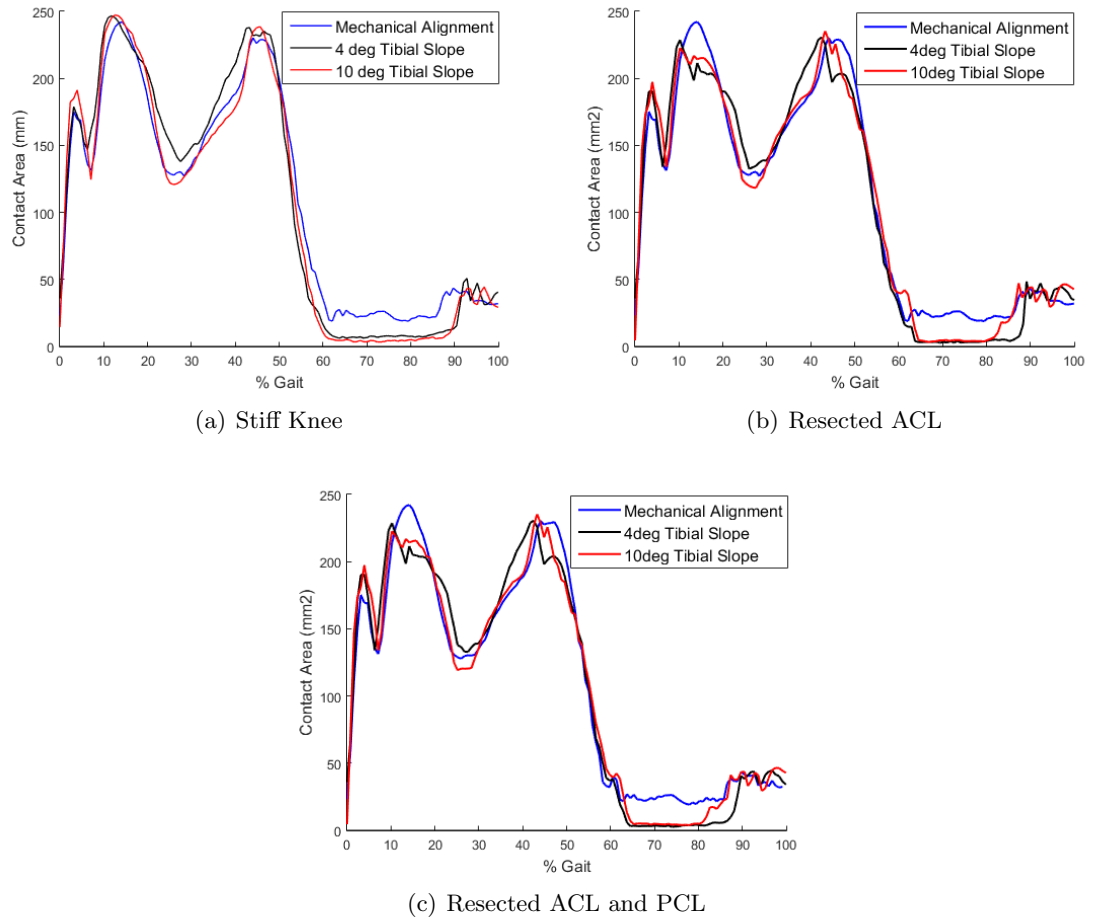 250
200
150
100
50
0
Contact Area (mm)
0 10 20 30 40 50 60 70 80 90 100
% Gait
Mechanical Alignment
4 deg Tibial Slope
10 deg Tibial Slope
(a) Stiff Knee
250
200
150
100
50
0
Contact Area (mm2)
0 10 20 30 40 50 60 70 80 90 100
% Gait
Mechanical Alignment
4deg Tibial Slope
10deg Tibial Slope
(b) Resected ACL
250
200
150
100
50
0
Contact Area (mm2)
0 10 20 30 40 50 60 70 80 90 100
% Gait
Mechanical Alignment
4deg Tibial Slope
10deg Tibial Slope
(c) Resected ACL and PCL